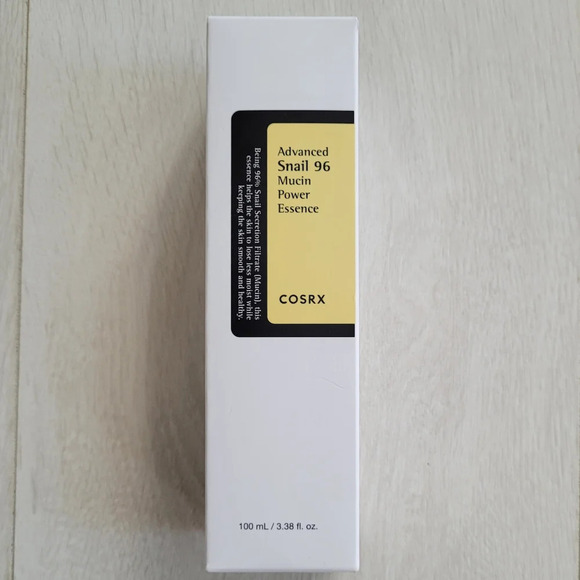 Advanced
Snail 96
Mucin
Power
Essence
COSRX
Being 96% Snail Secretion Filtrate (Mucin), this
essence helps the skin to lose less moist while
keeping the skin smooth and healthy.
100 mL / 3.38 fl. oz.